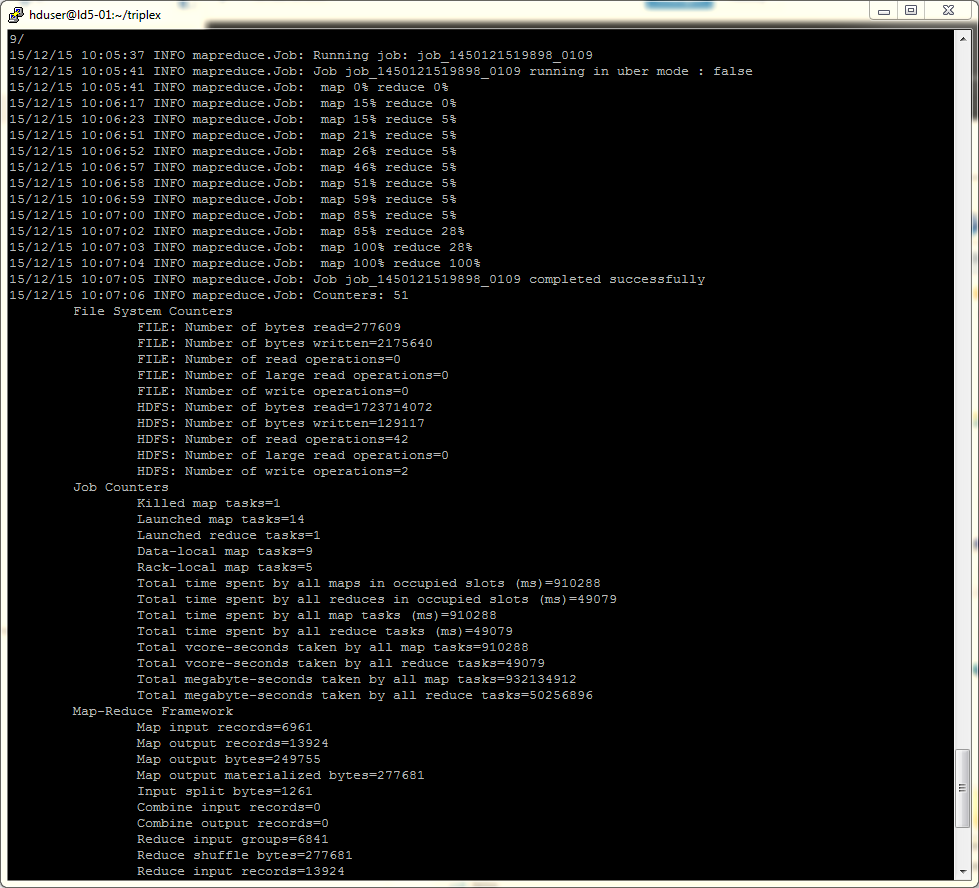 hduser@ld5-01:~/triplex
9/
15/12/15 10:05:37 INFO mapreduce.Job: Running job: job_1450121519898_0109
15/12/15 10:05:41 INFO mapreduce.Job: Job job_1450121519898_0109 running in uber mode : false
15/12/15 10:05:41 INFO mapreduce.Job:  map 0% reduce 0%
15/12/15 10:06:17 INFO mapreduce.Job:  map 15% reduce 0%
15/12/15 10:06:23 INFO mapreduce.Job:  map 15% reduce 5%
15/12/15 10:06:51 INFO mapreduce.Job:  map 21% reduce 5%
15/12/15 10:06:52 INFO mapreduce.Job:  map 26% reduce 5%
15/12/15 10:06:57 INFO mapreduce.Job:  map 46% reduce 5%
15/12/15 10:06:58 INFO mapreduce.Job:  map 51% reduce 5%
15/12/15 10:06:59 INFO mapreduce.Job:  map 59% reduce 5%
15/12/15 10:07:00 INFO mapreduce.Job:  map 85% reduce 5%
15/12/15 10:07:02 INFO mapreduce.Job:  map 85% reduce 28%
15/12/15 10:07:03 INFO mapreduce.Job:  map 100% reduce 28%
15/12/15 10:07:04 INFO mapreduce.Job:  map 100% reduce 100%
15/12/15 10:07:05 INFO mapreduce.Job: Job job_1450121519898_0109 completed successfully
15/12/15 10:07:06 INFO mapreduce.Job: Counters: 51
File System Counters
FILE: Number of bytes read=277609
FILE: Number of bytes written=2175640
FILE: Number of read operations=0
FILE: Number of large read operations=0
FILE: Number of write operations=0
HDFS: Number of bytes read=1723714072
HDFS: Number of bytes written=129117
HDFS: Number of read operations=42
HDFS: Number of large read operations=0
HDFS: Number of write operations=2
Job Counters
Killed map tasks=1
Launched map tasks=14
Launched reduce tasks=1
Data-local map tasks=9
Rack-local map tasks=5
Total time spent by all maps in occupied slots (ms)=910288
Total time spent by all reduces in occupied slots (ms)=49079
Total time spent by all map tasks (ms)=910288
Total time spent by all reduce tasks (ms)=49079
Total vcore-seconds taken by all map tasks=910288
Total vcore-seconds taken by all reduce tasks=49079
Total megabyte-seconds taken by all map tasks=932134912
Total megabyte-seconds taken by all reduce tasks=50256896
Map-Reduce Framework
Map input records=6961
Map output records=13924
Map output bytes=249755
Map output materialized bytes=277681
Input split bytes=1261
Combine input records=0
Combine output records=0
Reduce input groups=6841
Reduce shuffle bytes=277681
Reduce input records=13924